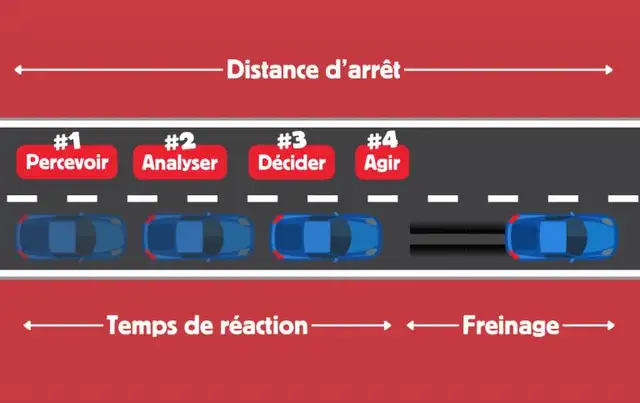 Distance d'arrêt
#1 #2 #3 #4
Percevoir Analyser Décider Agir
Temps de réaction Freinage